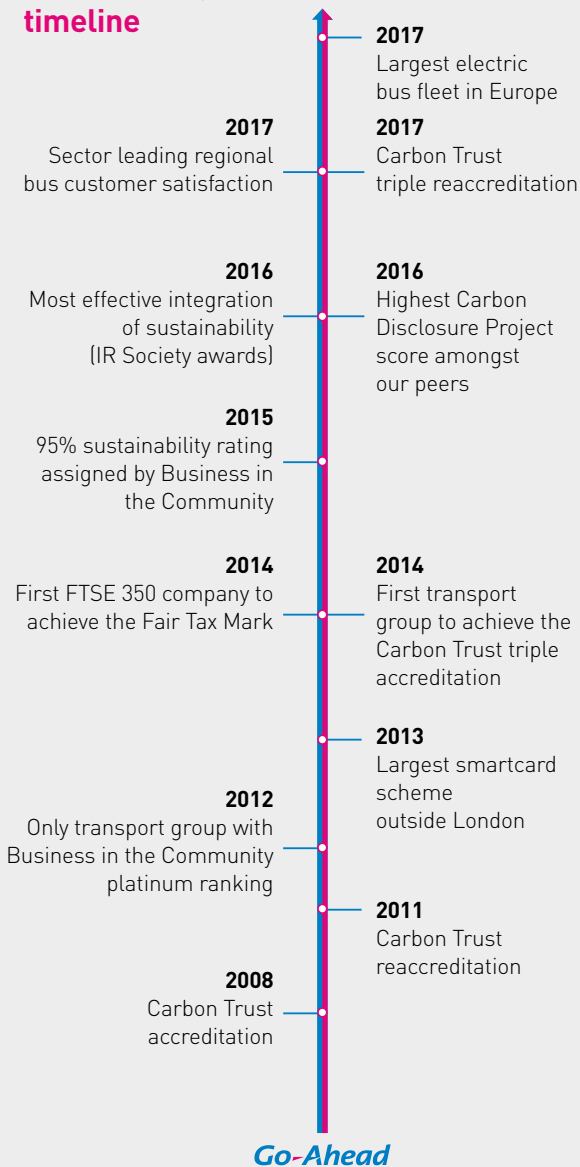 timeline
2017
Largest electric
bus fleet in Europe
2017
Sector leading regional
bus customer satisfaction
2017
Carbon Trust
triple reaccreditation
2016
Most effective integration
of sustainability
(IR Society awards)
2016
Highest Carbon
Disclosure Project
score amongst
our peers
2015
95% sustainability rating
assigned by Business in
the Community
2014
First FTSE 350 company to
achieve the Fair Tax Mark
2014
First transport
group to achieve the
Carbon Trust triple
accreditation
2013
Largest smartcard
scheme
outside London
2012
Only transport group with
Business in the Community
platinum ranking
2011
Carbon Trust
reaccreditation
2008
Carbon Trust
accreditation
Go-Ahead